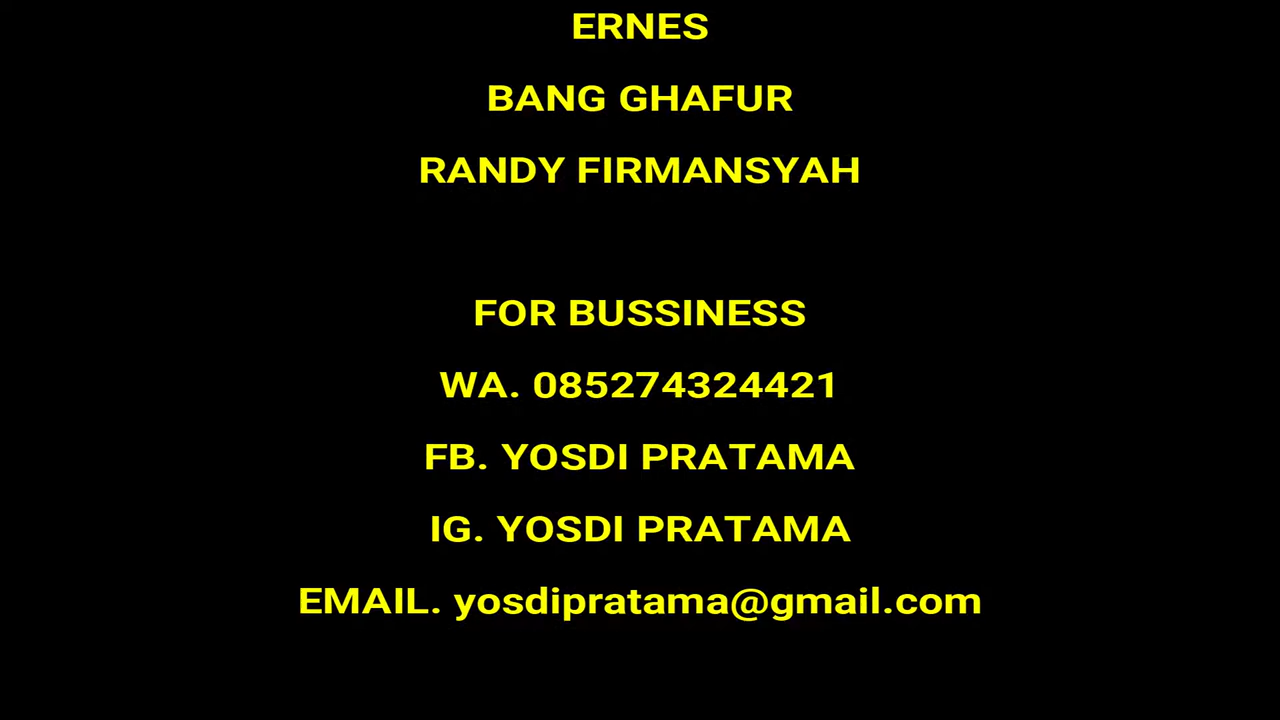 ERNES
BANG GHAFUR
RANDY FIRMANSYAH
FOR BUSSINESS
WA. 085274324421
FB. YOSDI PRATAMA
IG. YOSDI PRATAMA
EMAIL. yosdipratama@gmail.com